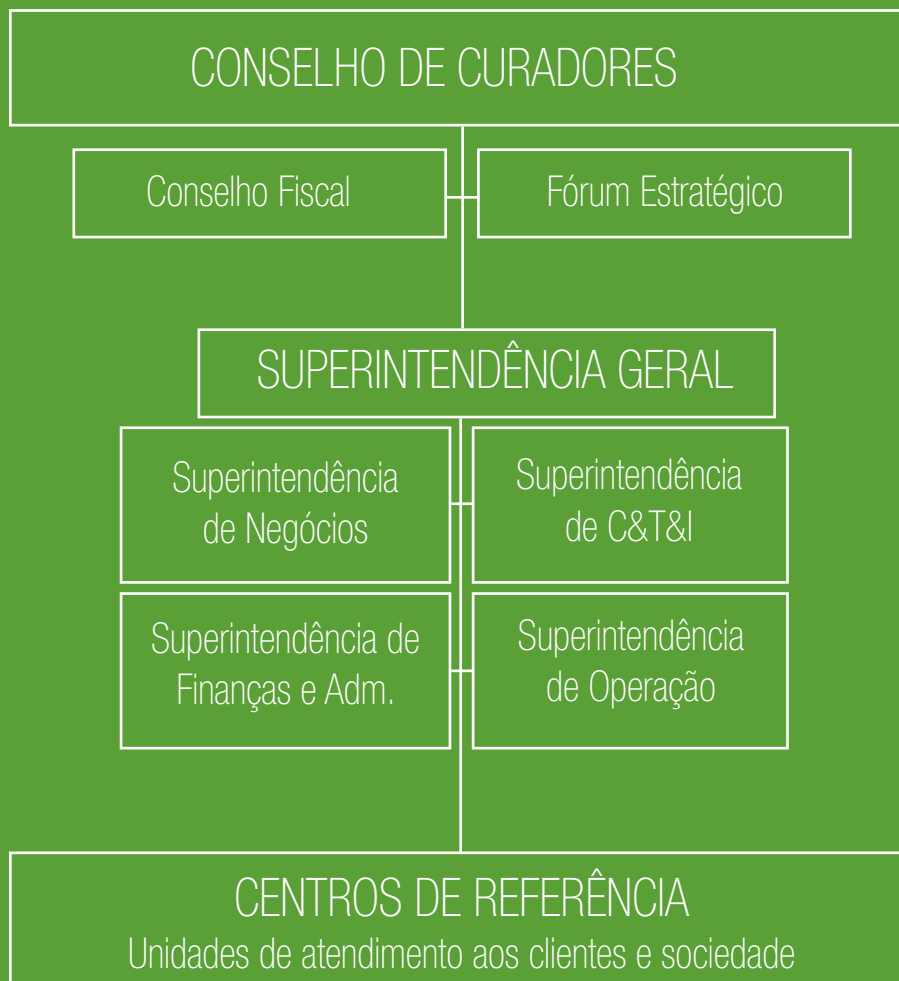 CONSELHO DE CURADORES
Conselho Fiscal
Fórum Estratégico
SUPERINTENDÊNCIA GERAL
Superintendência
de Negócios
Superintendência
de C&T&I
Superintendência de
Finanças e Adm.
Superintendência
de Operação
CENTROS DE REFERÊNCIA
Unidades de atendimento aos clientes e sociedade